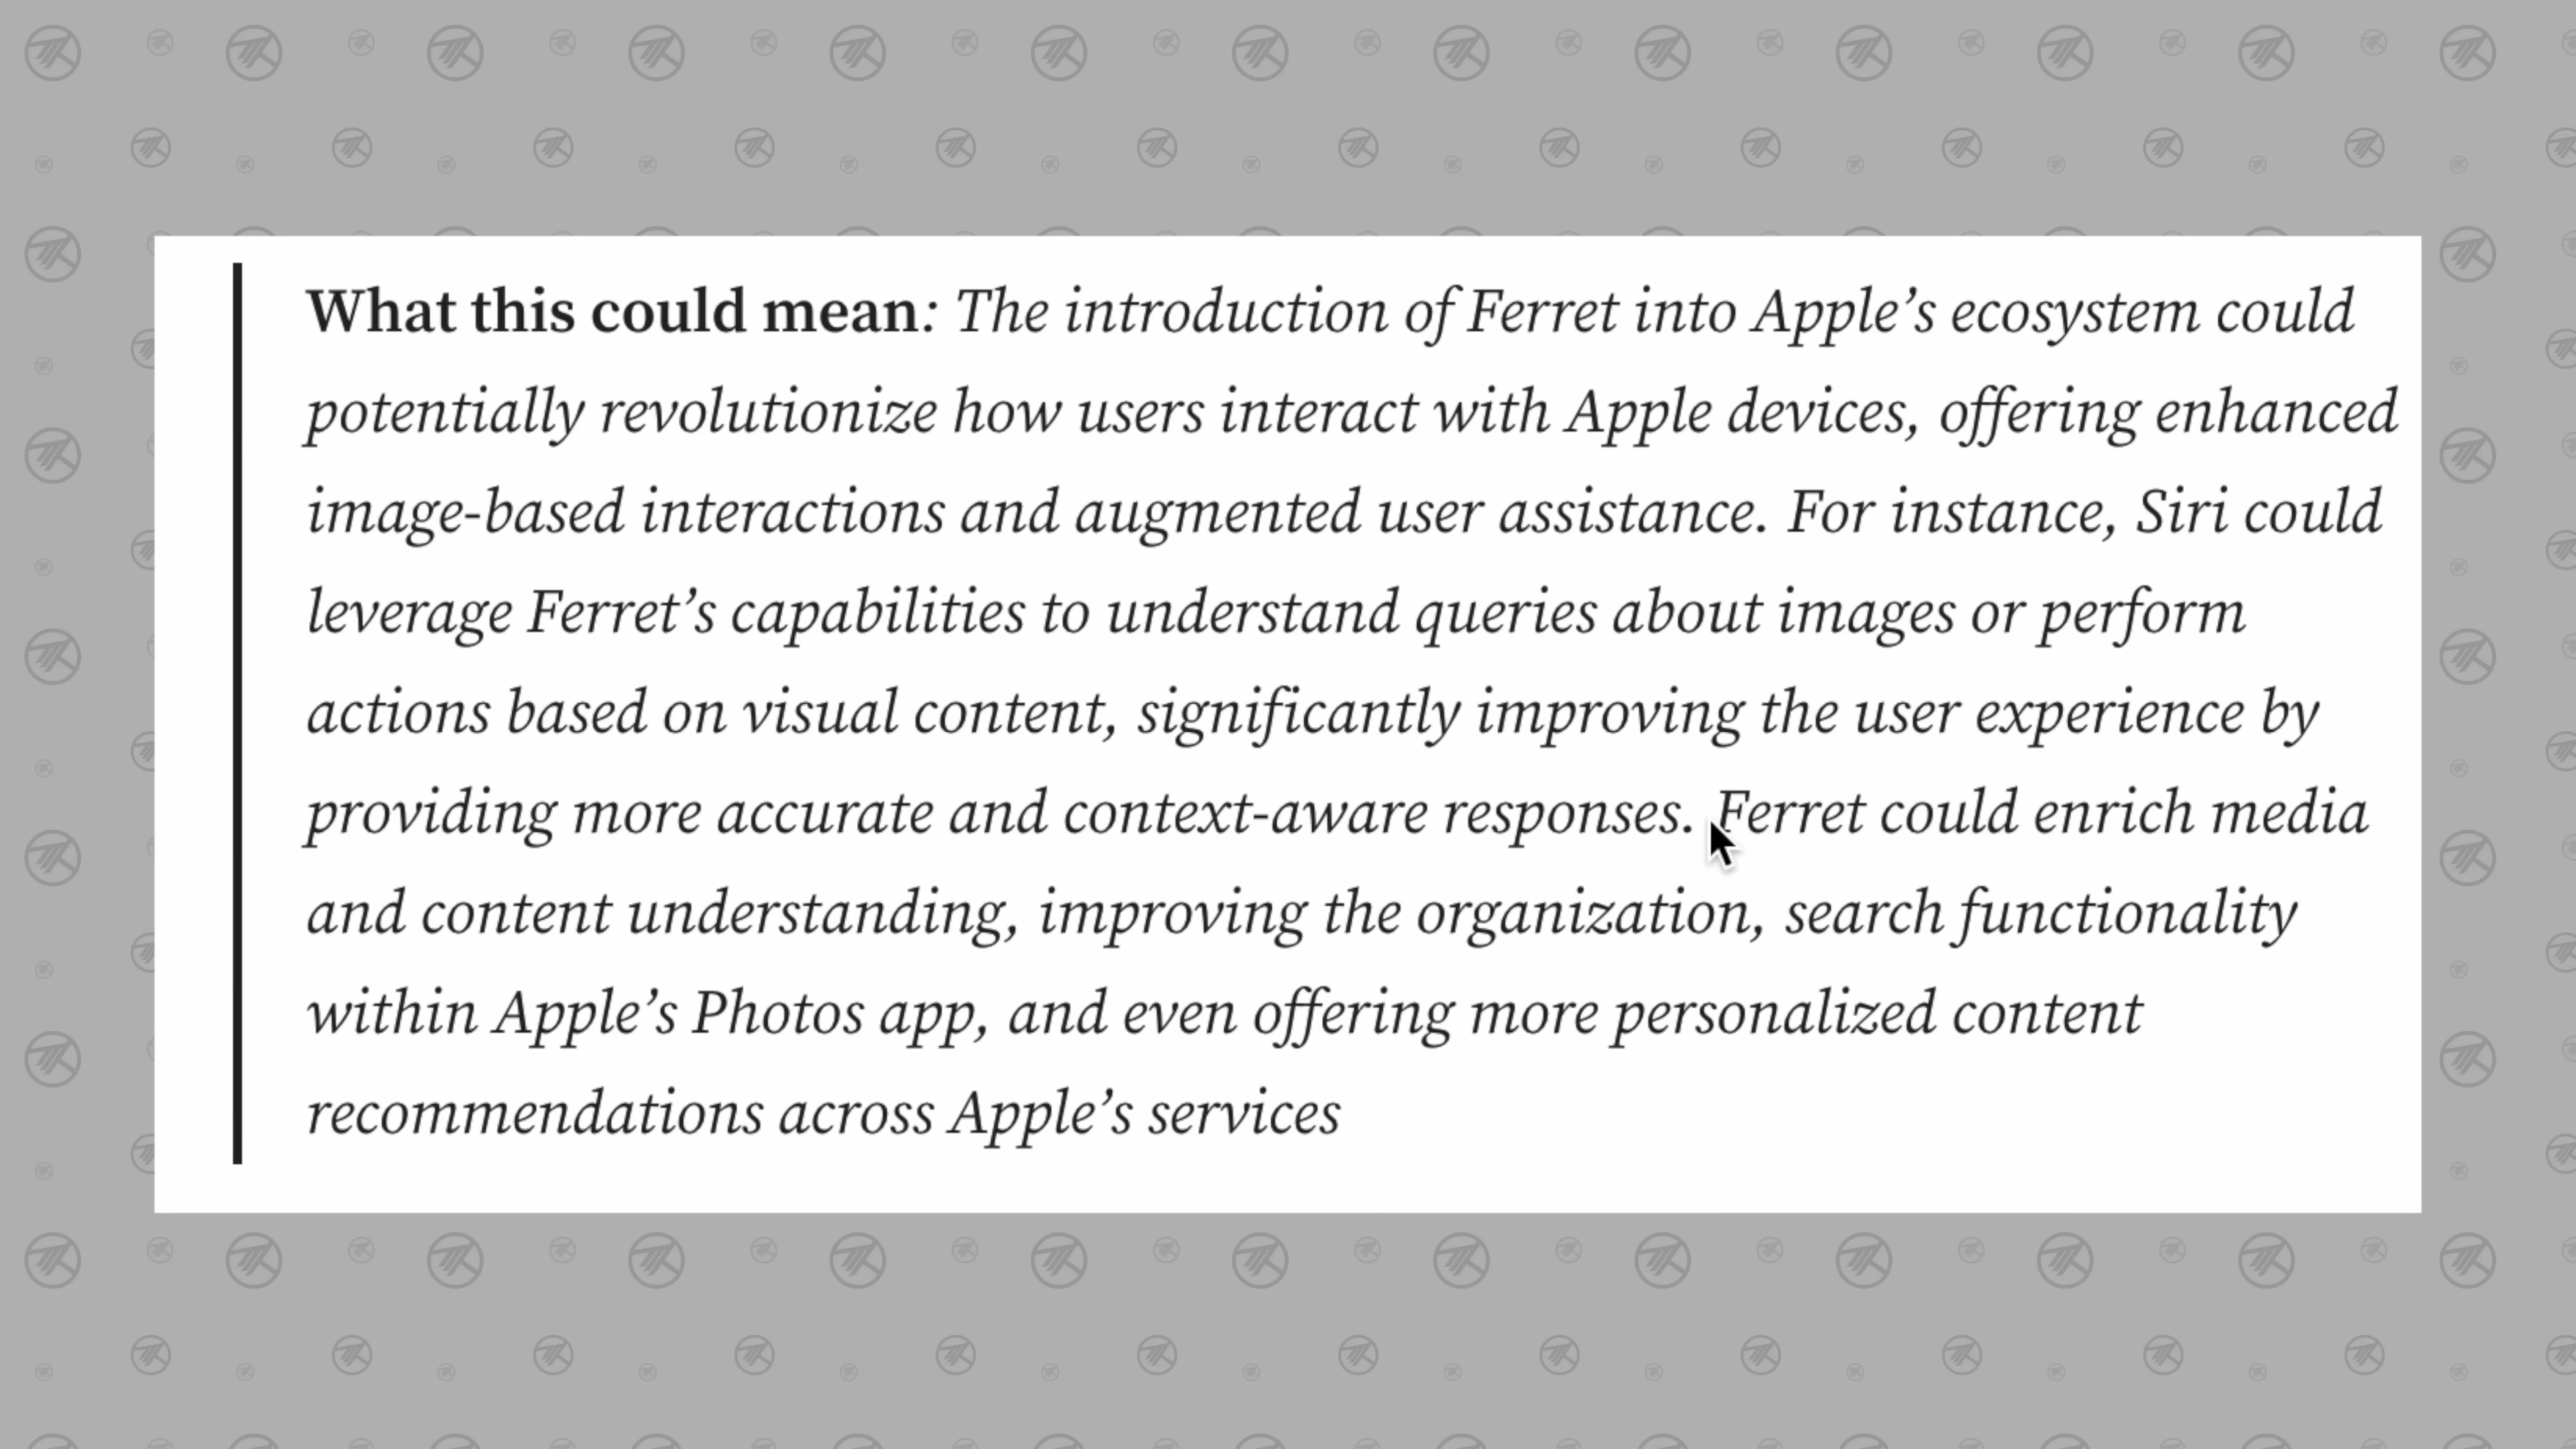 What this could mean: The introduction of Ferret into Apple’s ecosystem could
potentially revolutionize how users interact with Apple devices, offering enhanced
image-based interactions and augmented user assistance. For instance, Siri could
leverage Ferret’s capabilities to understand queries about images or perform
actions based on visual content, significantly improving the user experience by
providing more accurate and context-aware responses. Ferret could enrich media
and content understanding, improving the organization, search functionality
within Apple’s Photos app, and even offering more personalized content
recommendations across Apple’s services